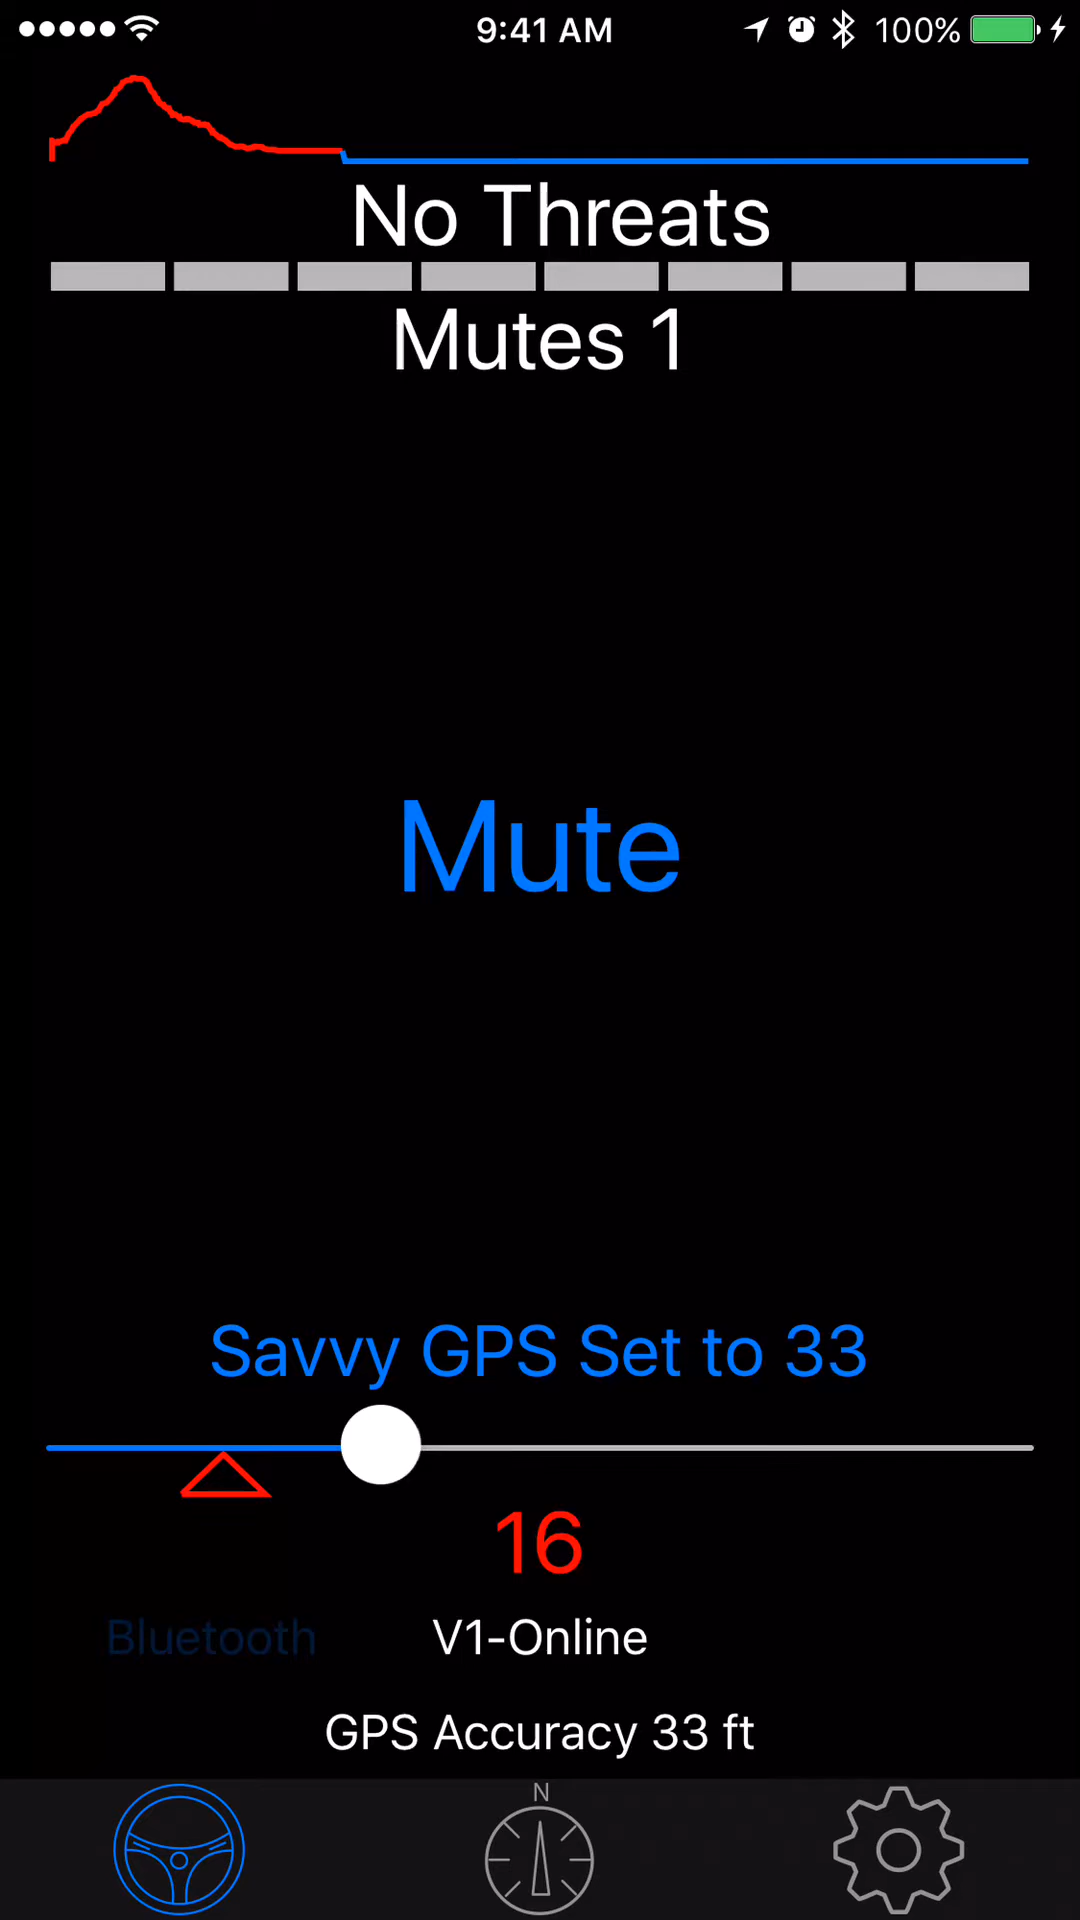 9:41 AM
100%
No Threats
Mutes 1
Mute
Savvy GPS Set to 33
16
Bluetooth
V1-Online
GPS Accuracy 33 ft
N